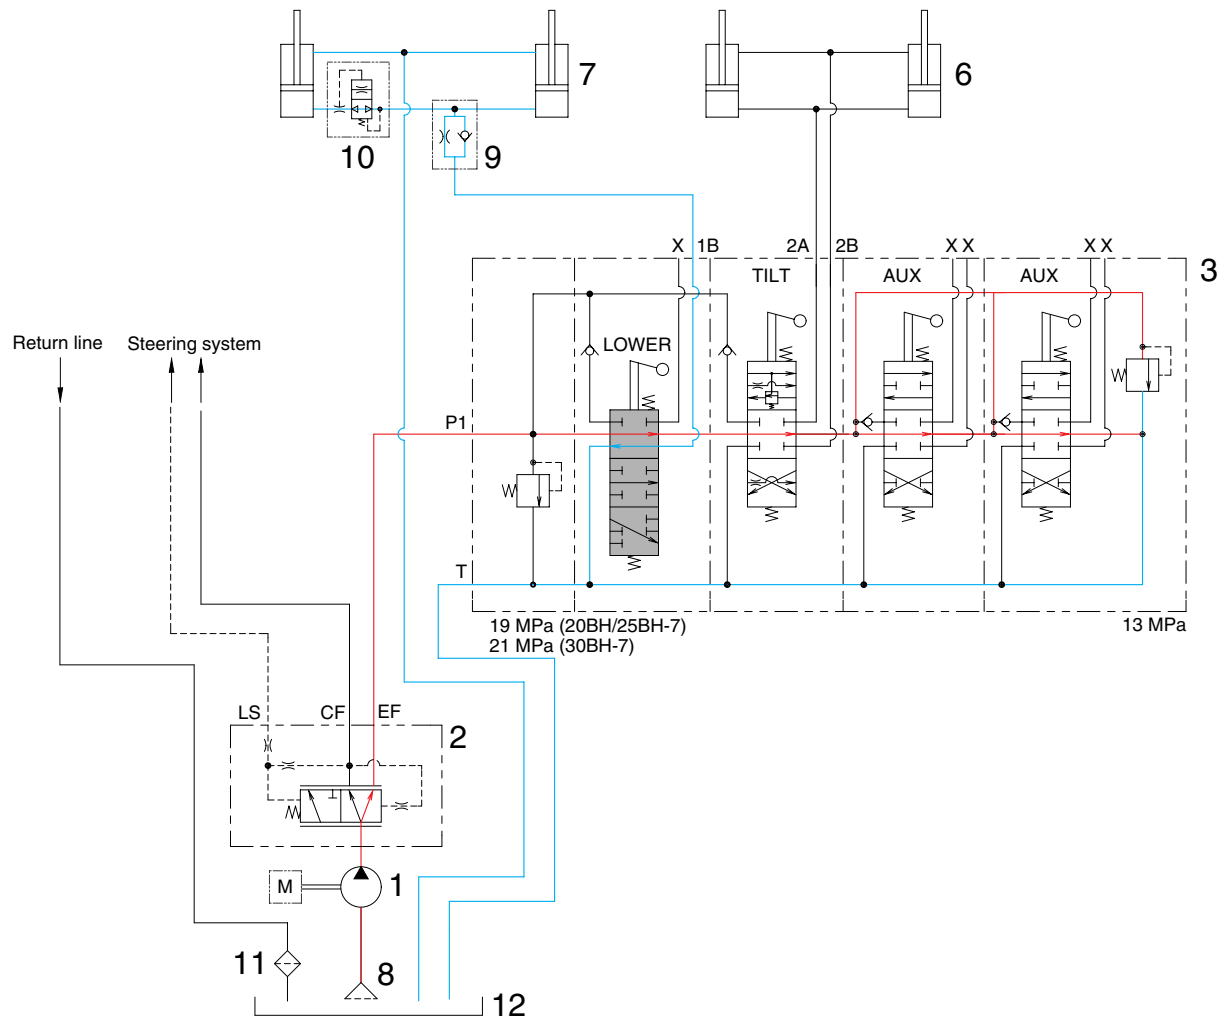 7
6
10
9
X
1B
2A
2B
X X
X X
3
TILT
AUX
AUX
Return line
Steering system
LOWER
P1
T
19 MPa (20BH/25BH-7)
21 MPa (30BH-7)
13 MPa
LS
CF
EF
2
M
1
11
8
12